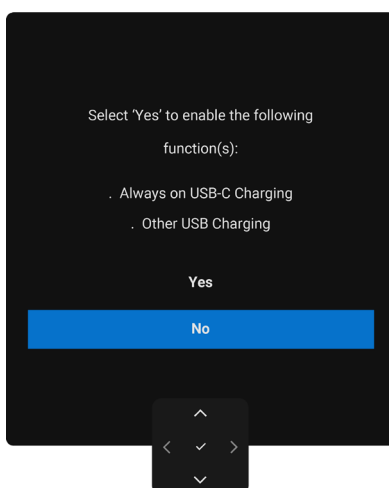 Select ‘Yes’ to enable the following
function(s):
. Always on USB-C Charging
. Other USB Charging
Yes
No